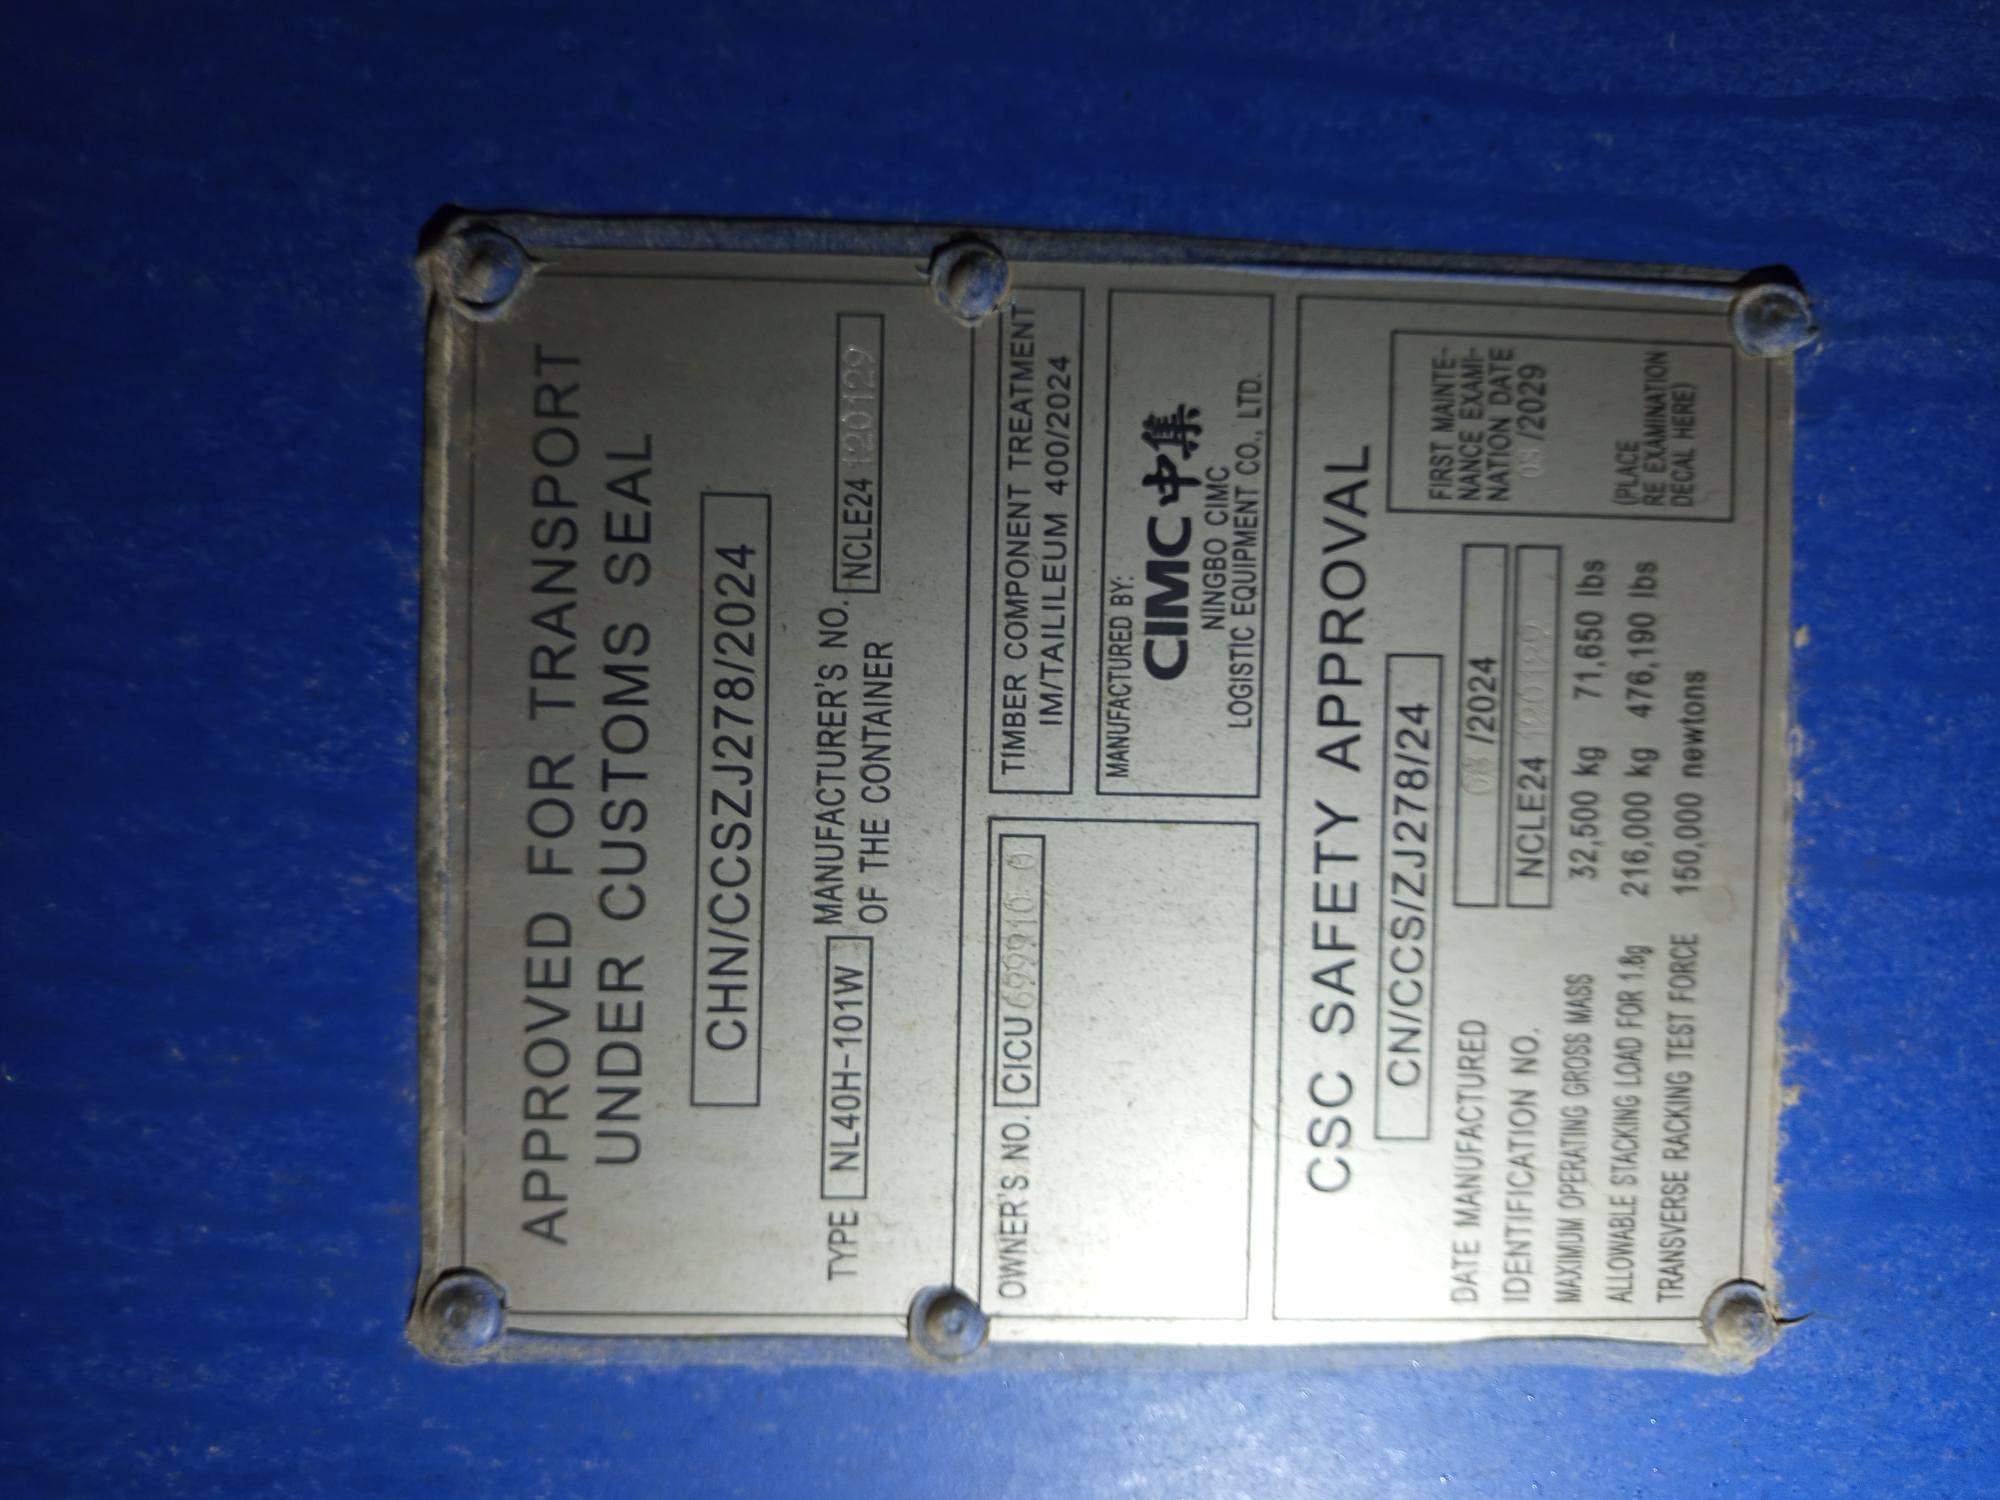 APPROVED FOR TRANSPORT
UNDER CUSTOMS SEAL
CHN/CCSZJ278/2024
TYPE NL40H-101W MANUFACTURER'S NO. NCLE24 120129
OF THE CONTAINER
OWNER'S NO. CICU 699910 0
TIMBER COMPONENT TREATMENT
IM/TAILILEUM 400/2024
MANUFACTURED BY:
CIMC 中集
NINGBO CIMC
LOGISTIC EQUIPMENT CO., LTD.
CSC SAFETY APPROVAL
CN/CCS/ZJ278/24
DATE MANUFACTURED /2024
IDENTIFICATION NO. NCLE24 120129
MAXIMUM OPERATING GROSS MASS 32,500 kg 71,650 lbs
ALLOWABLE STACKING LOAD FOR 1.8g 216,000 kg 476,190 lbs
TRANSVERSE RACKING TEST FORCE 150,000 newtons
FIRST MAINTE-
NANCE EXAMI-
NATION DATE
/2029
(PLACE
RE EXAMINATION
DECAL HERE)